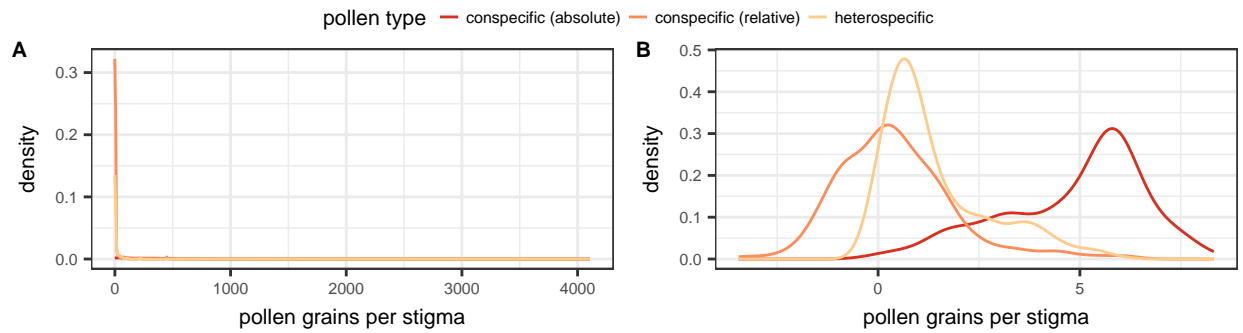 pollen type conspecific (absolute) conspecific (relative) heterospecific
A
0.3
0.2
0.1
0.0
density
0 1000 2000 3000 4000
pollen grains per stigma
B
0.5
0.4
0.3
0.2
0.1
0.0
density
0 5
pollen grains per stigma